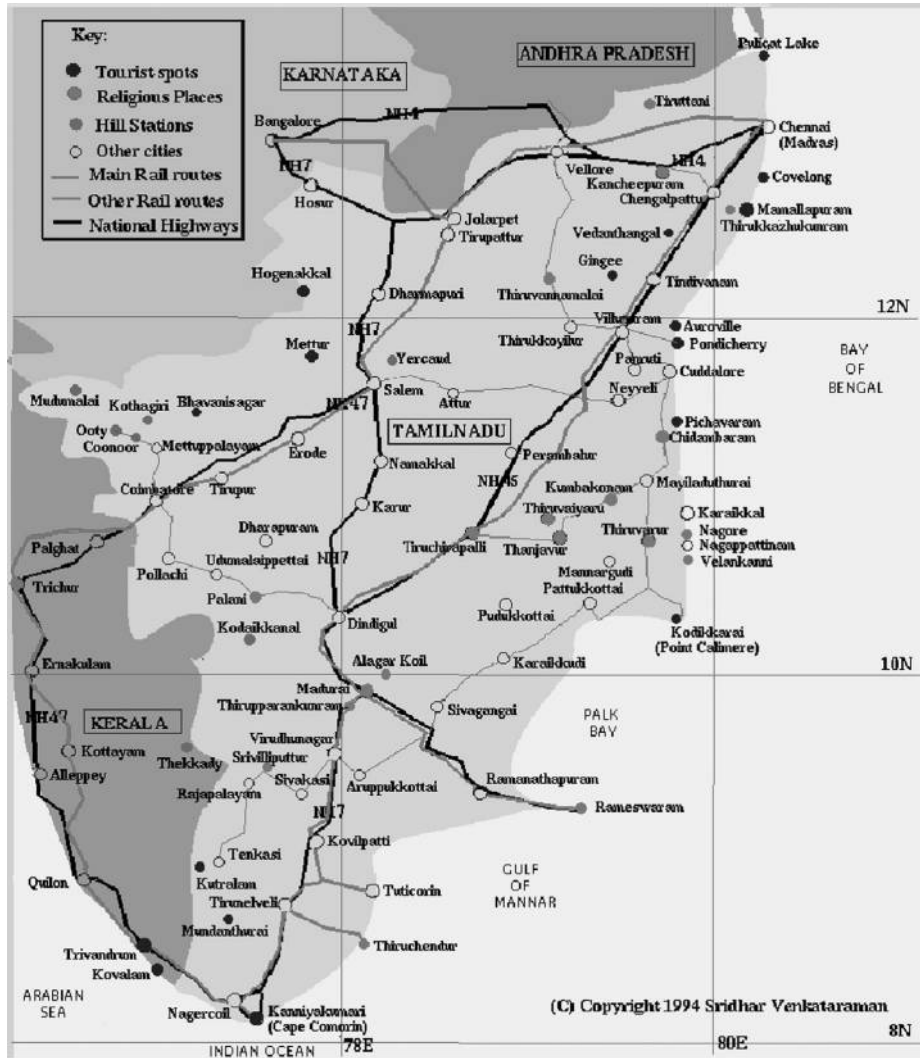 Key:
Tourist spots
Religious Places
Hill Stations
Other cities
Main Rail routes
Other Rail routes
National Highways
KARNATAKA
ANDHRA PRADESH
Pulicat Lake
Tiruttani
NH4
Bangalore
Chennai
(Madras)
Vellore
NH4
NH7
Kancheepuram
Covelong
Hosur
Chengalpattu
Jolarpet
Mamallapuram
Thirukkazhukunram
Tirupattur
Vedanthangal
Gingee
Hogenakkal
Thiruvannamalai
Tindivanam
Dharmapuri
12N
NH7
Villupuram
Auroville
Thirukkoyilur
Pondicherry
Mettur
Yercaud
Panruti
BAY
OF
BENGAL
Cuddalore
Mudumalai
Salem
Neyveli
Kothagiri
Bhavanisagar
NH47
Attur
Ooty
Coonoor
TAMILNADU
Pichavaram
Chidambaram
Mettuppalayam
Erode
Perambalur
Namakkal
Coimbatore
Tirupur
NH45
Mayiladuthurai
Kumbakonam
Karur
Thiruvaiyaru
Karaikkal
Dharapuram
Thiruvarur
Nagore
Palghat
Tiruchirapalli
Thanjavur
Nagappattinam
Udumalaippettai
NH7
Velankanni
Pollachi
Mannargudi
Trichur
Pattukkottai
Palani
Pudukkottai
Dindigul
Kodaikkanal
Kodikkarai
(Point Calimere)
Ernakulam
Alagar Koil
Karaikkudi
10N
Madurai
Thirupparankunram
Sivagangai
NH47
KERALA
PALK
BAY
Virudhunagar
Kottayam
Thekkady
Srivilliputtur
Alleppey
Sivakasi
Aruppukkottai
Ramanathapuram
Rajapalayam
Rameswaram
NH7
Kovilpatti
Tenkasi
Quilon
Kutralam
Tuticorin
GULF
OF
MANNAR
Tirunelveli
Mundanthurai
Trivandrum
Thiruchendur
Kovalam
ARABIAN
SEA
Nagercoil
Kanniyakumari
(Cape Comorin)
(C) Copyright 1994 Sridhar Venkataraman
8N
INDIAN OCEAN
78E
80E